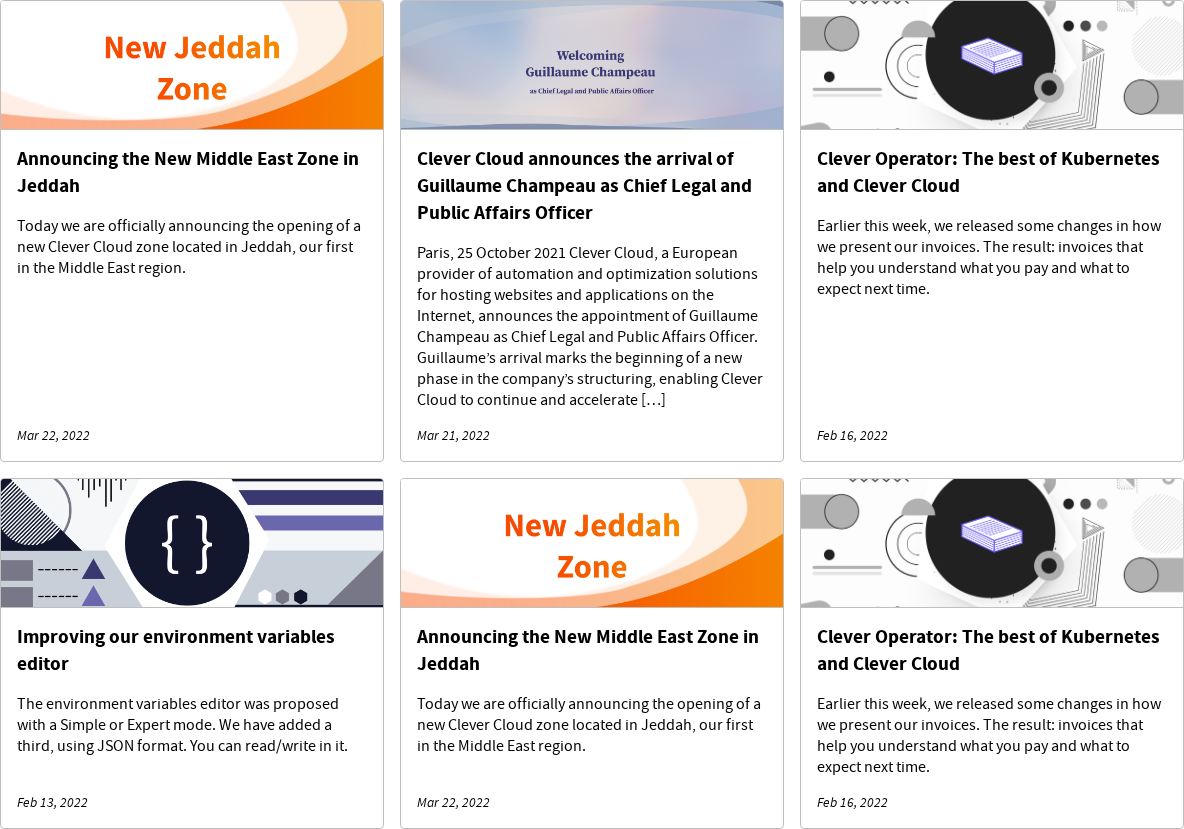 New Jeddah
Zone
Announcing the New Middle East Zone in
Jeddah
Today we are officially announcing the opening of a
new Clever Cloud zone located in Jeddah, our first
in the Middle East region.
Mar 22, 2022
Welcoming
Guillaume Champeau
as Chief Legal and Public Affairs Officer
Clever Cloud announces the arrival of
Guillaume Champeau as Chief Legal and
Public Affairs Officer
Paris, 25 October 2021 Clever Cloud, a European
provider of automation and optimization solutions
for hosting websites and applications on the
Internet, announces the appointment of Guillaume
Champeau as Chief Legal and Public Affairs Officer.
Guillaume’s arrival marks the beginning of a new
phase in the company’s structuring, enabling Clever
Cloud to continue and accelerate […]
Mar 21, 2022
Clever Operator: The best of Kubernetes
and Clever Cloud
Earlier this week, we released some changes in how
we present our invoices. The result: invoices that
help you understand what you pay and what to
expect next time.
Feb 16, 2022
{ }
Improving our environment variables
editor
The environment variables editor was proposed
with a Simple or Expert mode. We have added a
third, using JSON format. You can read/write in it.
Feb 13, 2022
New Jeddah
Zone
Announcing the New Middle East Zone in
Jeddah
Today we are officially announcing the opening of a
new Clever Cloud zone located in Jeddah, our first
in the Middle East region.
Mar 22, 2022
Clever Operator: The best of Kubernetes
and Clever Cloud
Earlier this week, we released some changes in how
we present our invoices. The result: invoices that
help you understand what you pay and what to
expect next time.
Feb 16, 2022